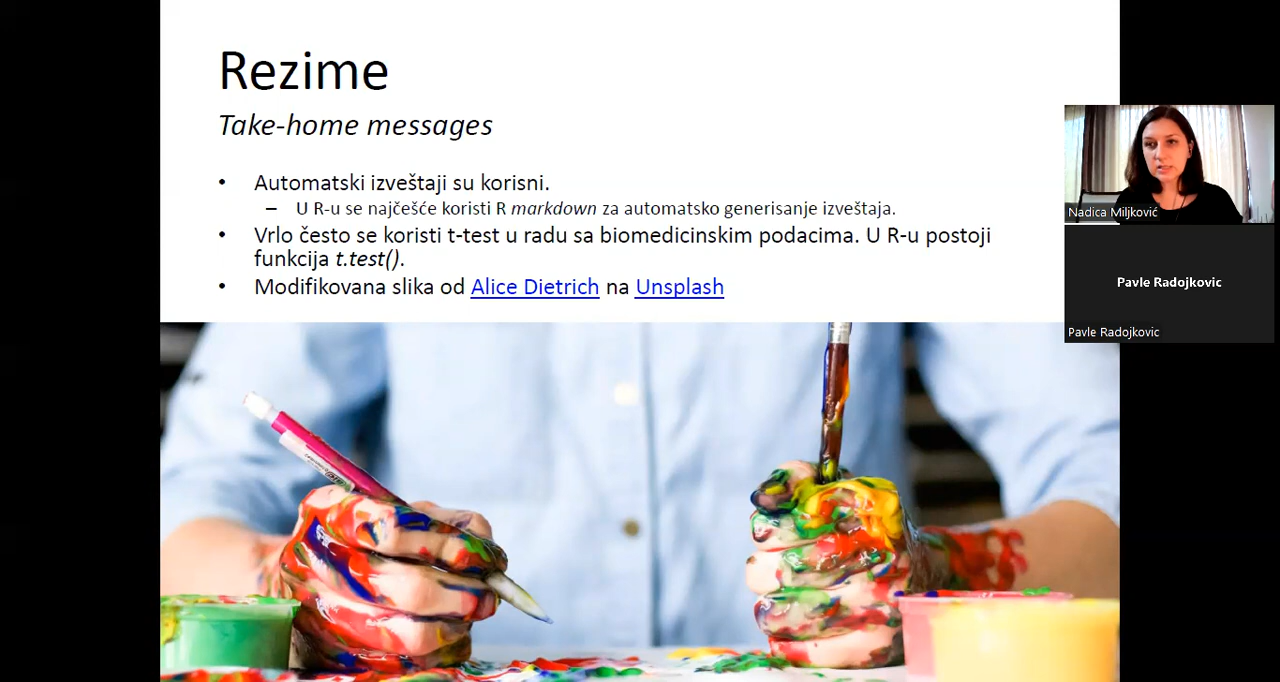 Rezime
Take-home messages
• Automatski izveštaji su korisni.
– U R-u se najčešće koristi R markdown za automatsko generisanje izveštaja.
• Vrlo često se koristi t-test u radu sa biomedicinskim podacima. U R-u postoji
funkcija t.test().
• Modifikovana slika od Alice Dietrich na Unsplash
Nadica Miljković
Pavle Radojkovic
Pavle Radojkovic